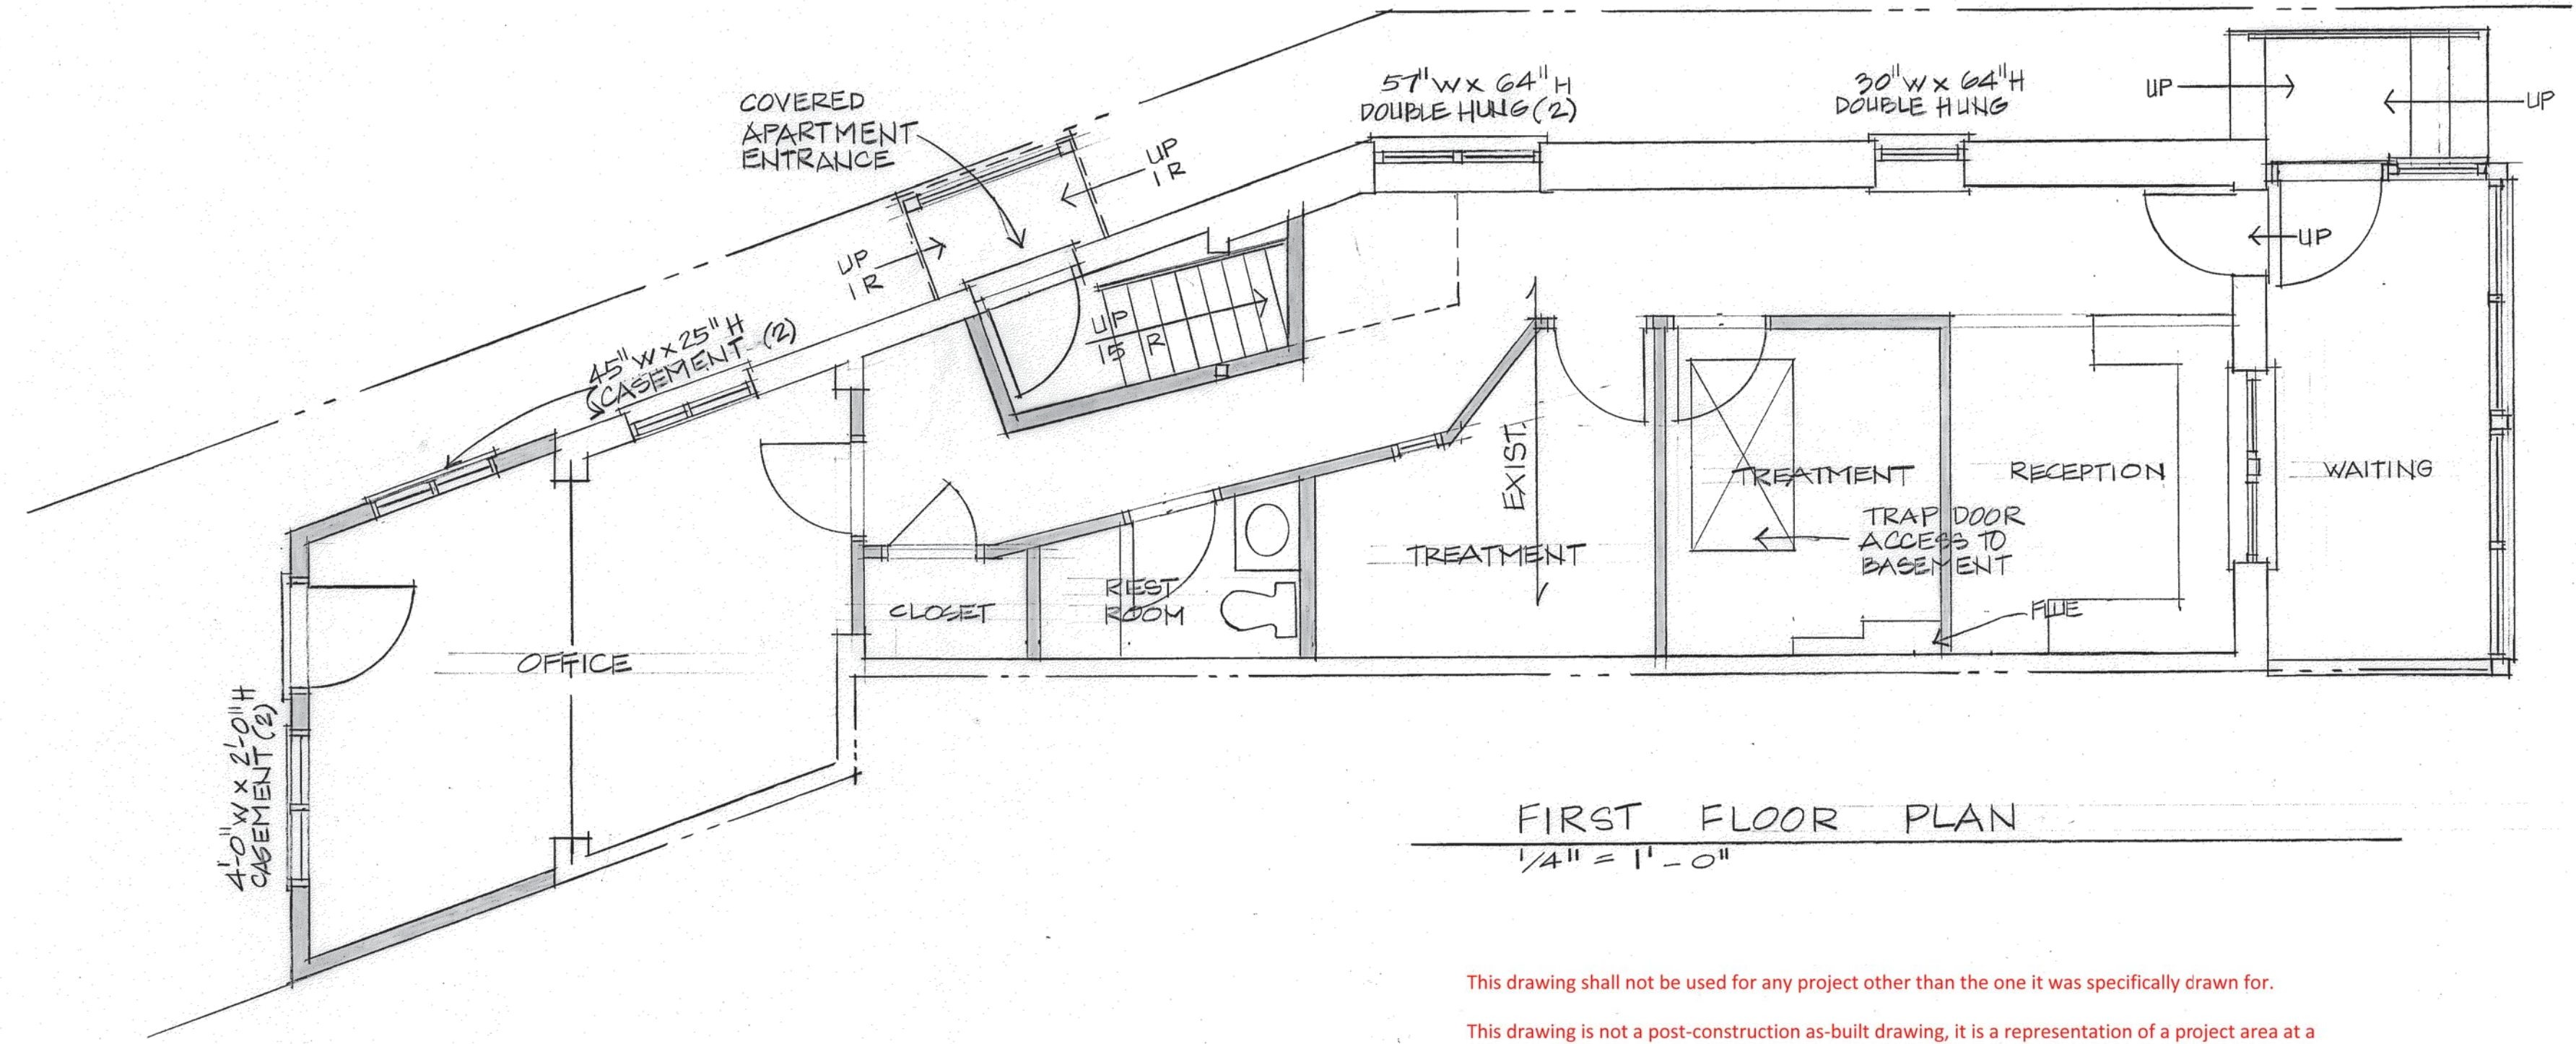 COVERED
APARTMENT
ENTRANCE
57"W x 64"H
DOUBLE HUNG (2)
30"W x 64"H
DOUBLE HUNG
UP
UP
UP
1 R
UP
1 R
UP
45"W x 25"H
CASEMENT (2)
UP
15 R
EXIST.
TREATMENT
RECEPTION
WAITING
TRAP DOOR
ACCESS TO
BASEMENT
TREATMENT
CLOSET
REST
ROOM
FLUE
OFFICE
4'-0"W x 2'-0"H
CASEMENT (2)
FIRST FLOOR PLAN
1/4" = 1'-0"
This drawing shall not be used for any project other than the one it was specifically drawn for.
This drawing is not a post-construction as-built drawing, it is a representation of a project area at a